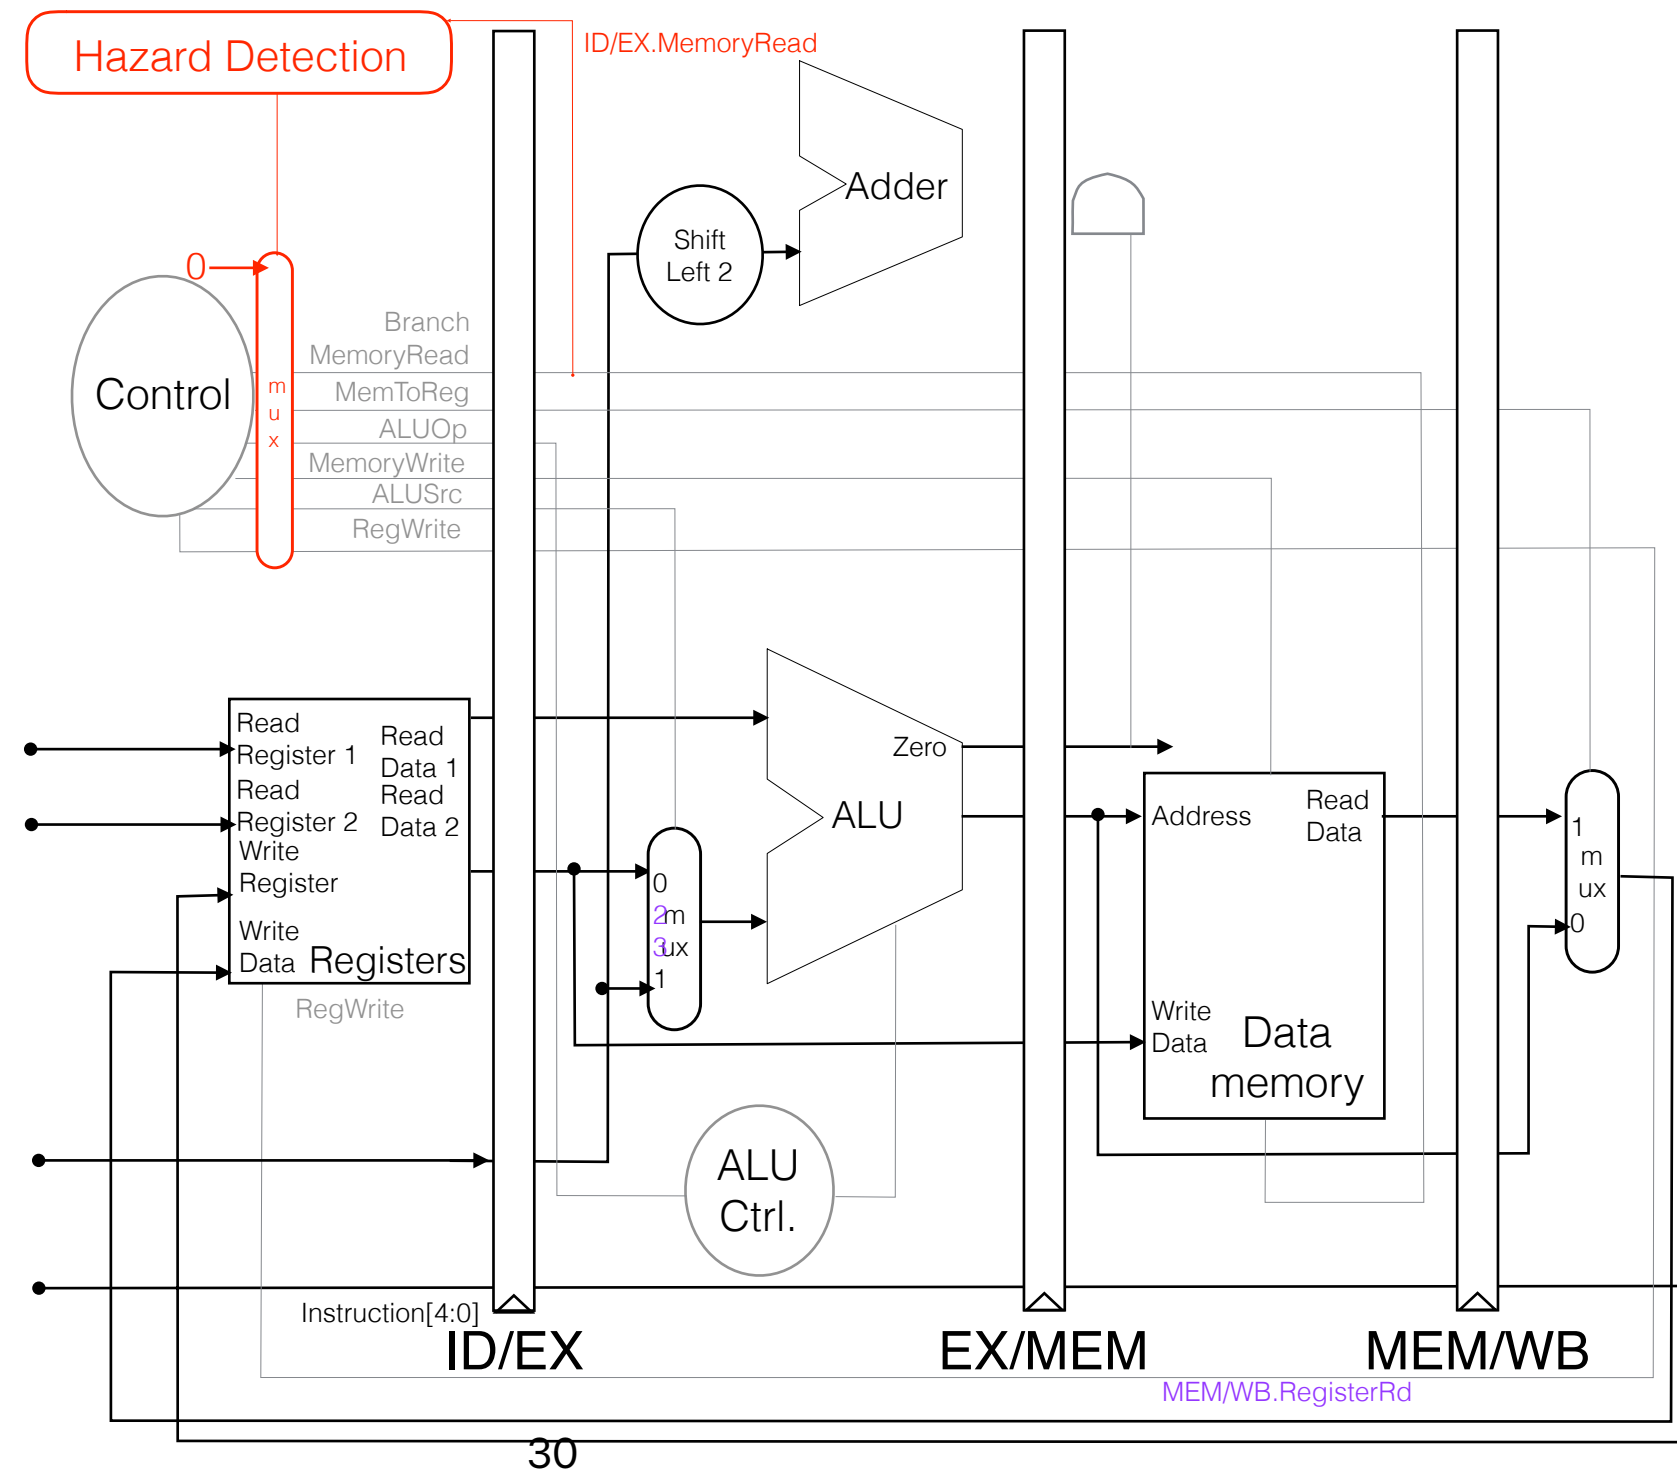 Hazard Detection
ID/EX.MemoryRead
Adder
Shift
Left 2
0
Control
m
u
x
Branch
MemoryRead
MemToReg
ALUOp
MemoryWrite
ALUSrc
RegWrite
Read
Register 1
Read
Register 2
Write
Register
Write
Data
Read
Data 1
Read
Data 2
Registers
RegWrite
0
2
m
3
ux
1
Zero
ALU
ALU
Ctrl.
Address
Read
Data
Write
Data
Data
memory
1
m
ux
0
Instruction[4:0]
ID/EX
EX/MEM
MEM/WB
MEM/WB.RegisterRd
30